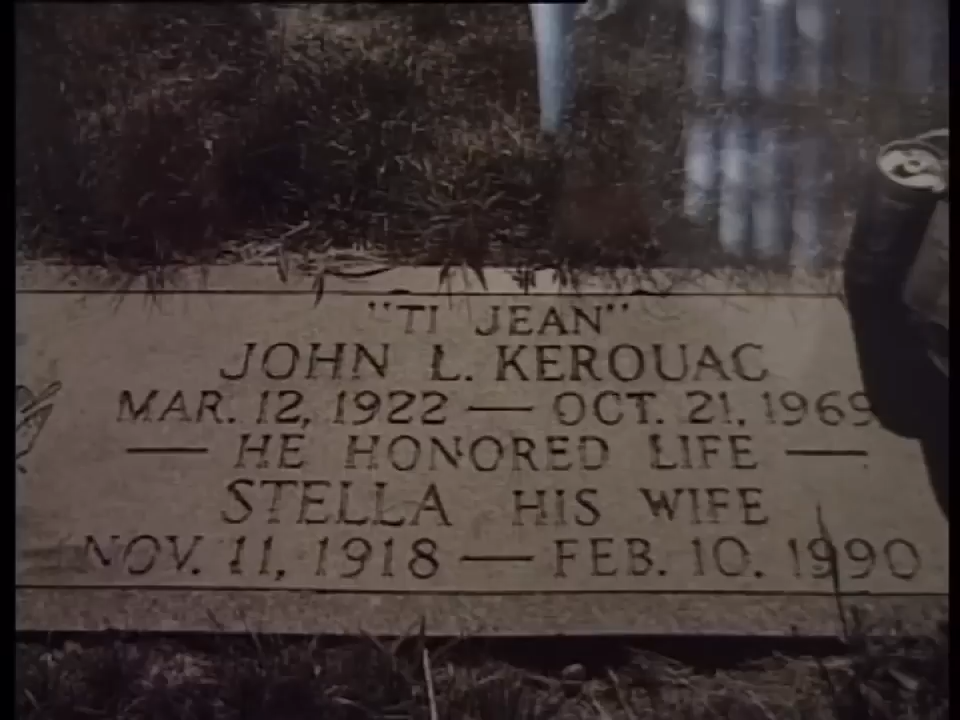 "TI JEAN"
JOHN L. KEROUAC
MAR. 12, 1922 — OCT. 21, 1969
— HE HONORED LIFE —
STELLA HIS WIFE
NOV. 11, 1918 — FEB. 10. 1990